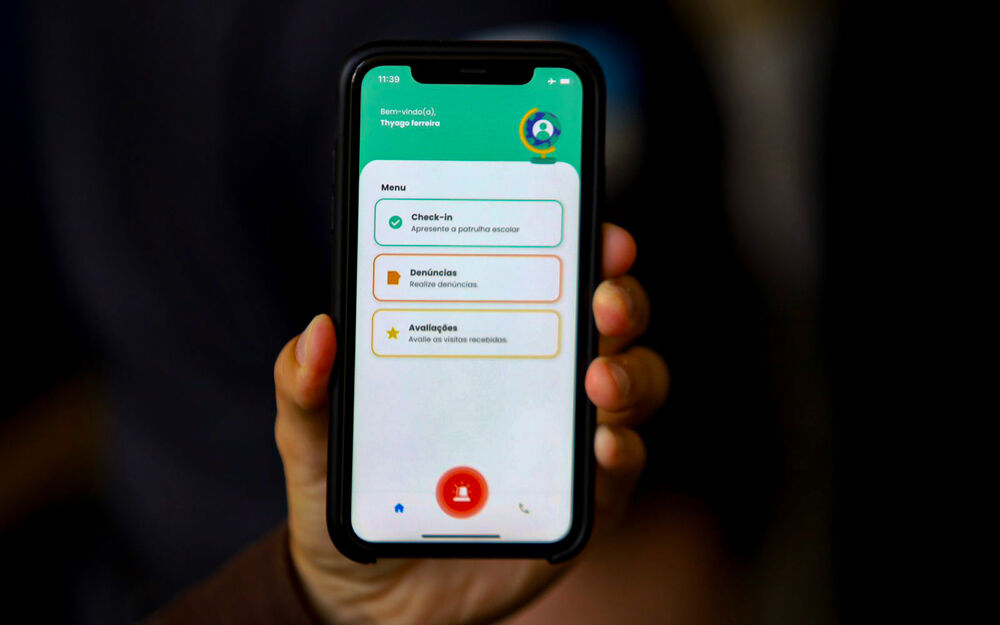 11:39
Bem-vindo(a),
Thyago ferreira
Menu
Check-in
Apresente a patrulha escolar
Denúncias
Realize denúncias.
Avaliações
Avalie as visitas recebidas.